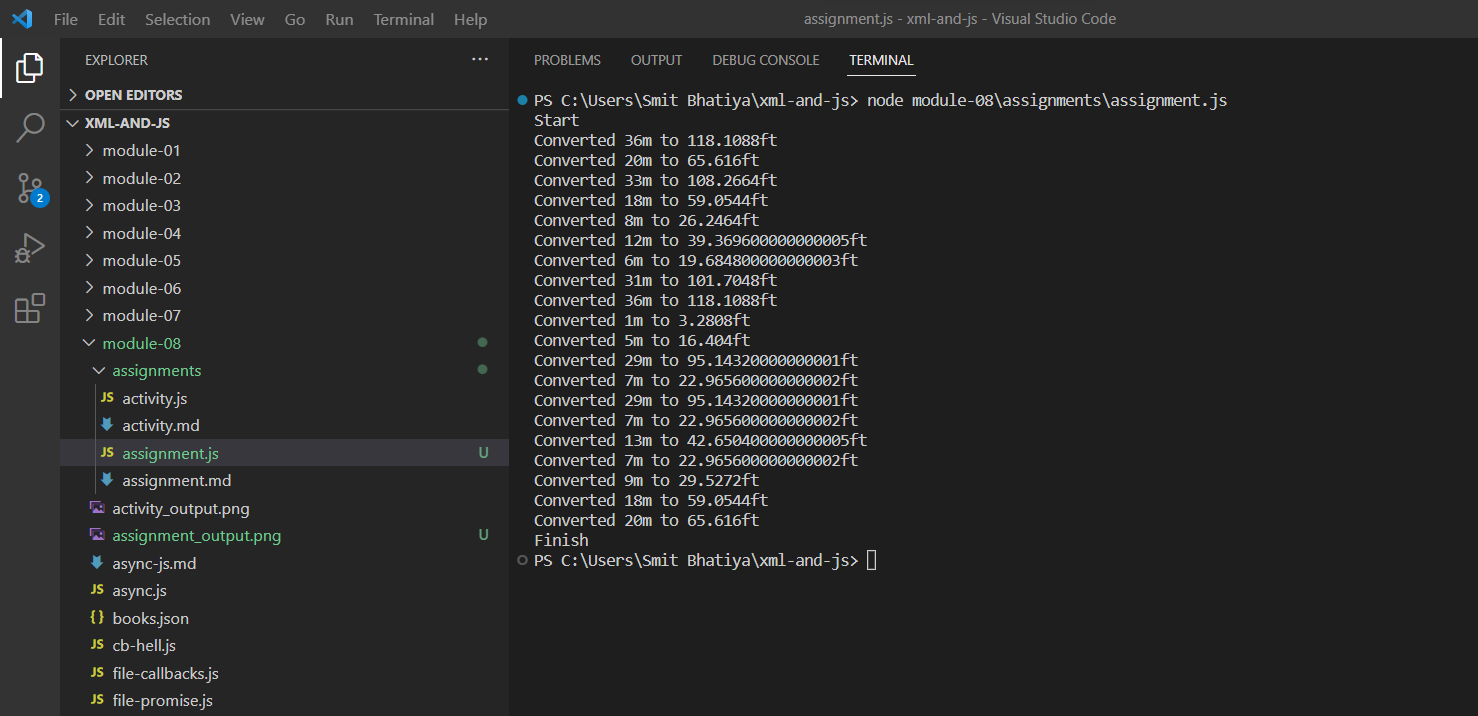 File Edit Selection View Go Run Terminal Help
assignment.js - xml-and-js - Visual Studio Code
EXPLORER
OPEN EDITORS
XML-AND-JS
module-01
module-02
module-03
module-04
module-05
module-06
module-07
module-08
assignments
JS activity.js
activity.md
JS assignment.js U
assignment.md
activity_output.png
assignment_output.png U
async-js.md
JS async.js
{} books.json
JS cb-hell.js
JS file-callbacks.js
JS file-promise.js
2
PROBLEMS OUTPUT DEBUG CONSOLE TERMINAL
PS C:\Users\Smit Bhatiya\xml-and-js> node module-08\assignments\assignment.js
Start
Converted 36m to 118.1088ft
Converted 20m to 65.616ft
Converted 33m to 108.2664ft
Converted 18m to 59.0544ft
Converted 8m to 26.2464ft
Converted 12m to 39.369600000000005ft
Converted 6m to 19.684800000000003ft
Converted 31m to 101.7048ft
Converted 36m to 118.1088ft
Converted 1m to 3.2808ft
Converted 5m to 16.404ft
Converted 29m to 95.14320000000001ft
Converted 7m to 22.965600000000002ft
Converted 29m to 95.14320000000001ft
Converted 7m to 22.965600000000002ft
Converted 13m to 42.650400000000005ft
Converted 7m to 22.965600000000002ft
Converted 9m to 29.5272ft
Converted 18m to 59.0544ft
Converted 20m to 65.616ft
Finish
PS C:\Users\Smit Bhatiya\xml-and-js>